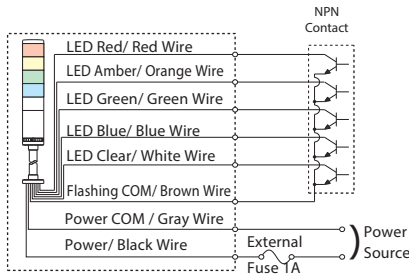 NPN
Contact
LED Red/ Red Wire
LED Amber/ Orange Wire
LED Green/ Green Wire
LED Blue/ Blue Wire
LED Clear/ White Wire
Flashing COM/ Brown Wire
Power COM / Gray Wire
Power/ Black Wire
External
Fuse 1A
Power
Source